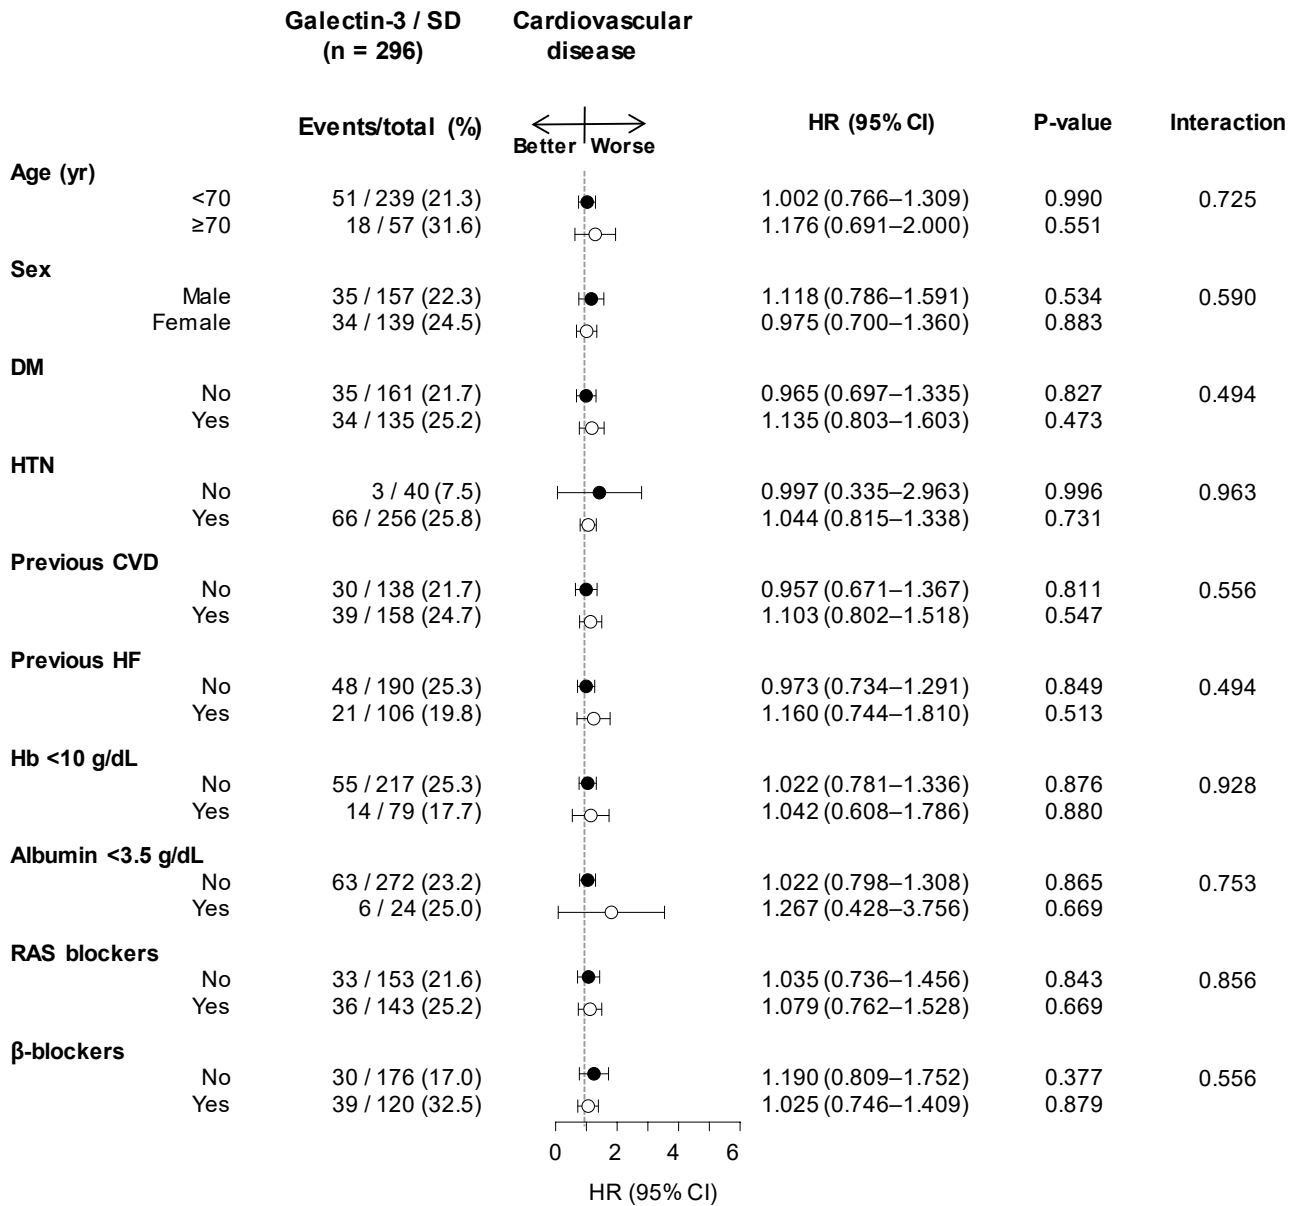 Galectin-3 / SD Cardiovascular
(n = 296) disease
Events/total (%) HR (95% CI) P-value Interaction
Better Worse
Age (yr)
<70 51 / 239 (21.3) 1.002 (0.766–1.309) 0.990 0.725
≥70 18 / 57 (31.6) 1.176 (0.691–2.000) 0.551
Sex
Male 35 / 157 (22.3) 1.118 (0.786–1.591) 0.534 0.590
Female 34 / 139 (24.5) 0.975 (0.700–1.360) 0.883
DM
No 35 / 161 (21.7) 0.965 (0.697–1.335) 0.827 0.494
Yes 34 / 135 (25.2) 1.135 (0.803–1.603) 0.473
HTN
No 3 / 40 (7.5) 0.997 (0.335–2.963) 0.996 0.963
Yes 66 / 256 (25.8) 1.044 (0.815–1.338) 0.731
Previous CVD
No 30 / 138 (21.7) 0.957 (0.671–1.367) 0.811 0.556
Yes 39 / 158 (24.7) 1.103 (0.802–1.518) 0.547
Previous HF
No 48 / 190 (25.3) 0.973 (0.734–1.291) 0.849 0.494
Yes 21 / 106 (19.8) 1.160 (0.744–1.810) 0.513
Hb <10 g/dL
No 55 / 217 (25.3) 1.022 (0.781–1.336) 0.876 0.928
Yes 14 / 79 (17.7) 1.042 (0.608–1.786) 0.880
Albumin <3.5 g/dL
No 63 / 272 (23.2) 1.022 (0.798–1.308) 0.865 0.753
Yes 6 / 24 (25.0) 1.267 (0.428–3.756) 0.669
RAS blockers
No 33 / 153 (21.6) 1.035 (0.736–1.456) 0.843 0.856
Yes 36 / 143 (25.2) 1.079 (0.762–1.528) 0.669
β-blockers
No 30 / 176 (17.0) 1.190 (0.809–1.752) 0.377 0.556
Yes 39 / 120 (32.5) 1.025 (0.746–1.409) 0.879
0 2 4 6
HR (95% CI)